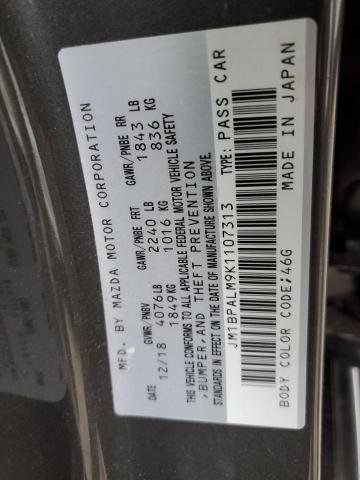 MFD. BY MAZDA MOTOR CORPORATION
GVWR/PNBV GAWR/PNBE FRT GAWR/PNBE RR
12/18 4076LB 2240 LB 1843 LB
1849KG 1016 KG 836 KG
THIS VEHICLE CONFORMS TO ALL APPLICABLE FEDERAL MOTOR VEHICLE SAFETY
,BUMPER,AND THEFT PREVENTION
STANDARDS IN EFFECT ON THE DATE OF MANUFACTURE SHOWN ABOVE.
JM1BPALM9K1107313 TYPE: PASS CAR
BODY COLOR CODE:46G MADE IN JAPAN